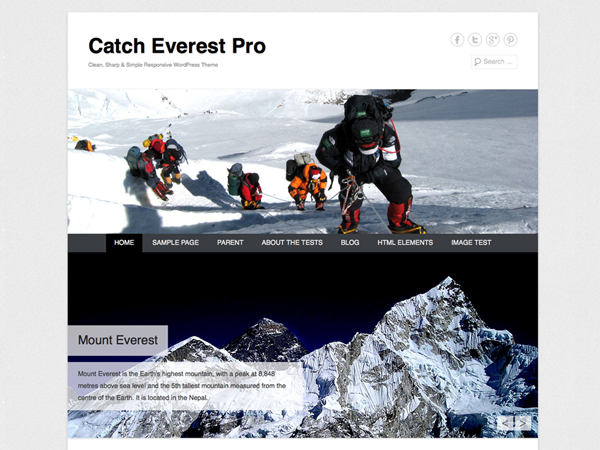 Catch Everest Pro
Clean, Sharp & Simple Responsive WordPress Theme
Search ...
HOME SAMPLE PAGE PARENT ABOUT THE TESTS BLOG HTML ELEMENTS IMAGE TEST
Mount Everest
Mount Everest is the Earth's highest mountain, with a peak at 8,848
metres above sea level and the 5th tallest mountain measured from the
centre of the Earth. It is located in the Nepal.